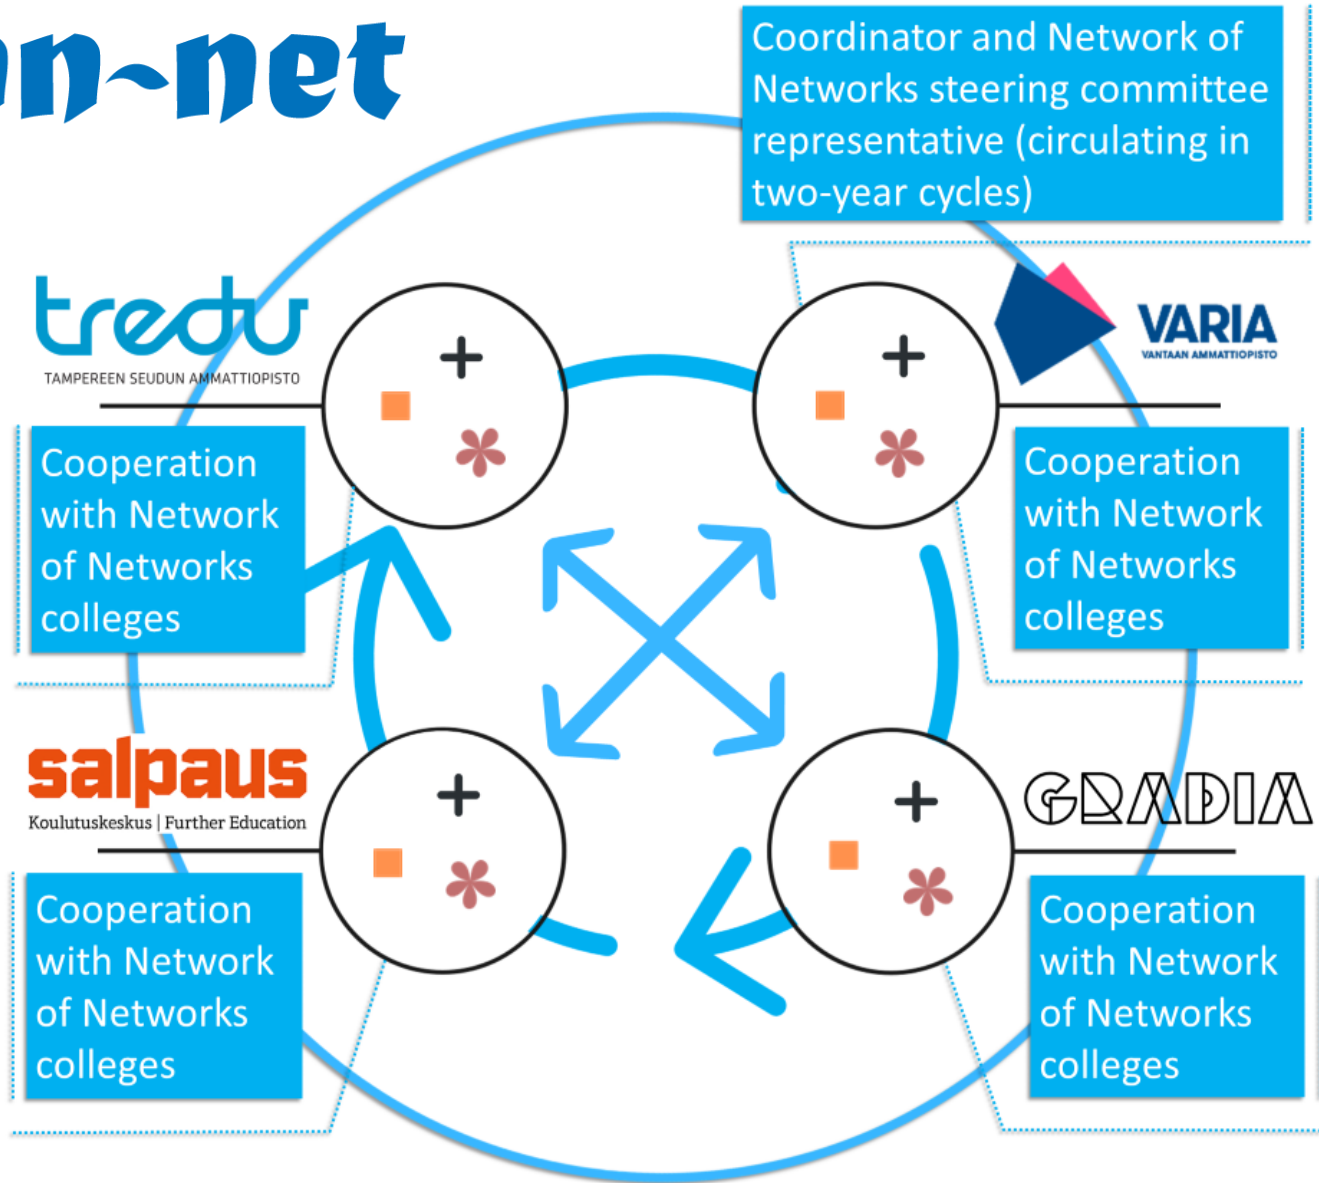 n-net
Coordinator and Network of
Networks steering committee
representative (circulating in
two-year cycles)
tredu
TAMPEREEN SEUDUN AMMATTIOPISTO
VARIA
VANTAAN AMMATTIOPISTO
Cooperation
with Network
of Networks
colleges
Cooperation
with Network
of Networks
colleges
salpaus
Koulutuskeskus | Further Education
GRADIA
Cooperation
with Network
of Networks
colleges
Cooperation
with Network
of Networks
colleges